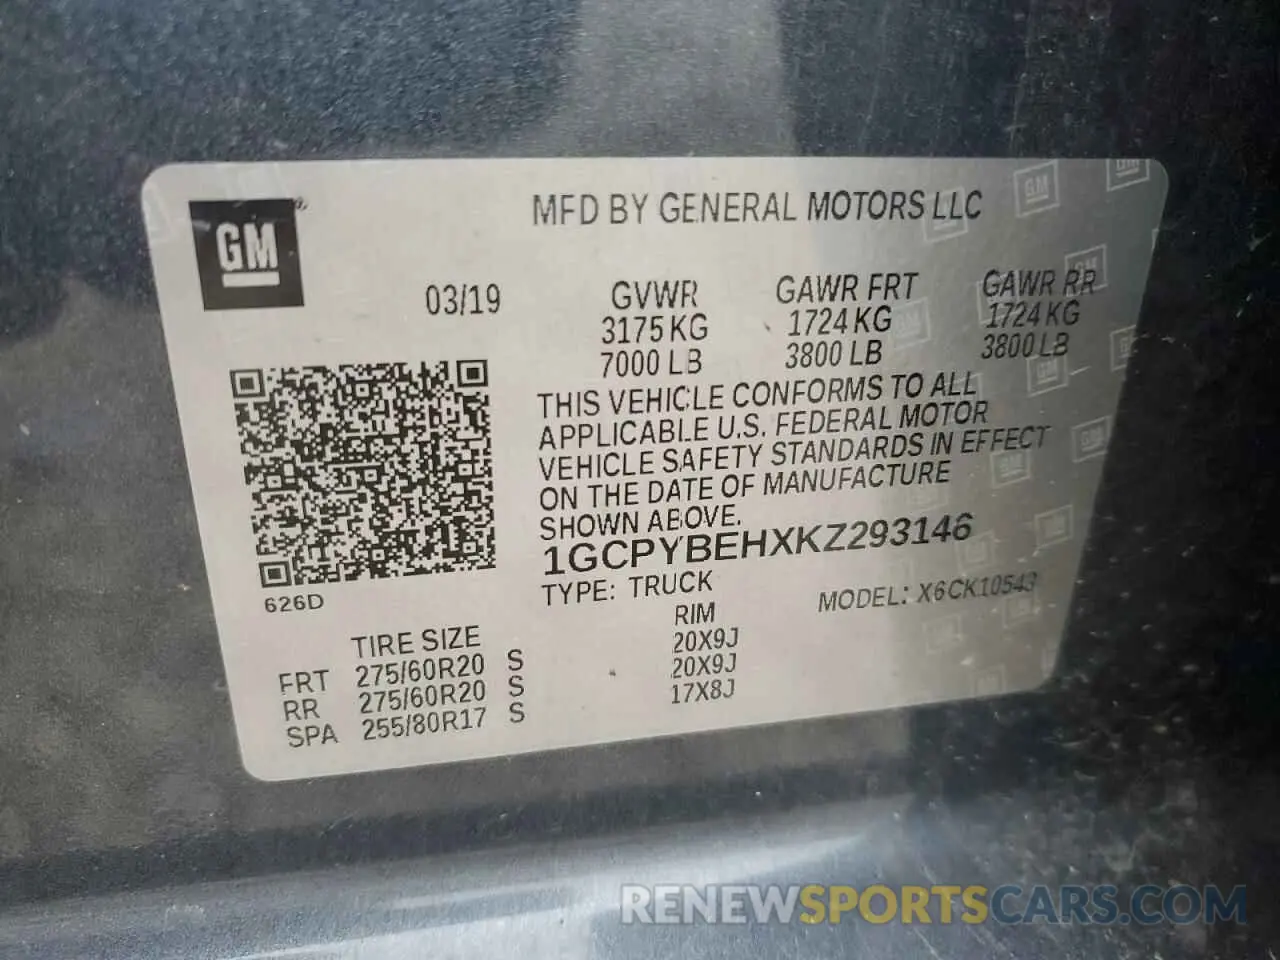 GM
MFD BY GENERAL MOTORS LLC
03/19
GVWR GAWR FRT GAWR RR
3175 KG 1724 KG 1724 KG
7000 LB 3800 LB 3800 LB
THIS VEHICLE CONFORMS TO ALL
APPLICABLE U.S. FEDERAL MOTOR
VEHICLE SAFETY STANDARDS IN EFFECT
ON THE DATE OF MANUFACTURE
SHOWN ABOVE.
1GCPYBEHXKZ293146
TYPE: TRUCK MODEL: X6CK10543
626D
TIRE SIZE RIM
FRT 275/60R20 S 20X9J
RR 275/60R20 S 20X9J
SPA 255/80R17 S 17X8J
RENEWSPORTSCARS.COM